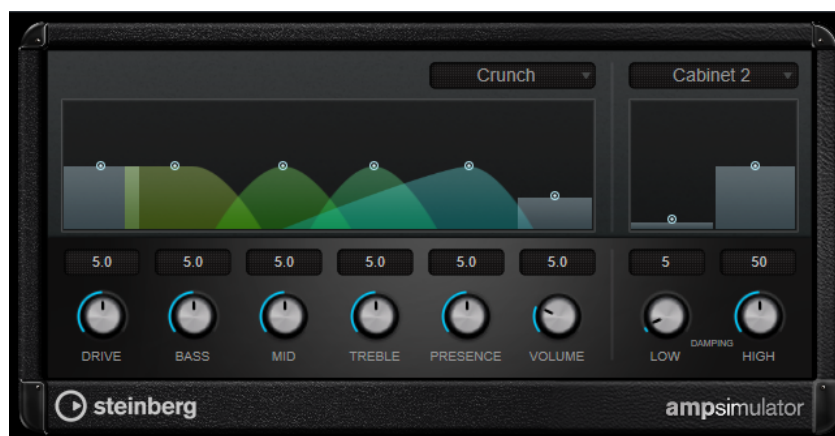 Crunch Cabinet 2
5.0 5.0 5.0 5.0 5.0 5.0 5 50
DAMPING
DRIVE BASS MID TREBLE PRESENCE VOLUME LOW HIGH
steinberg ampsimulator